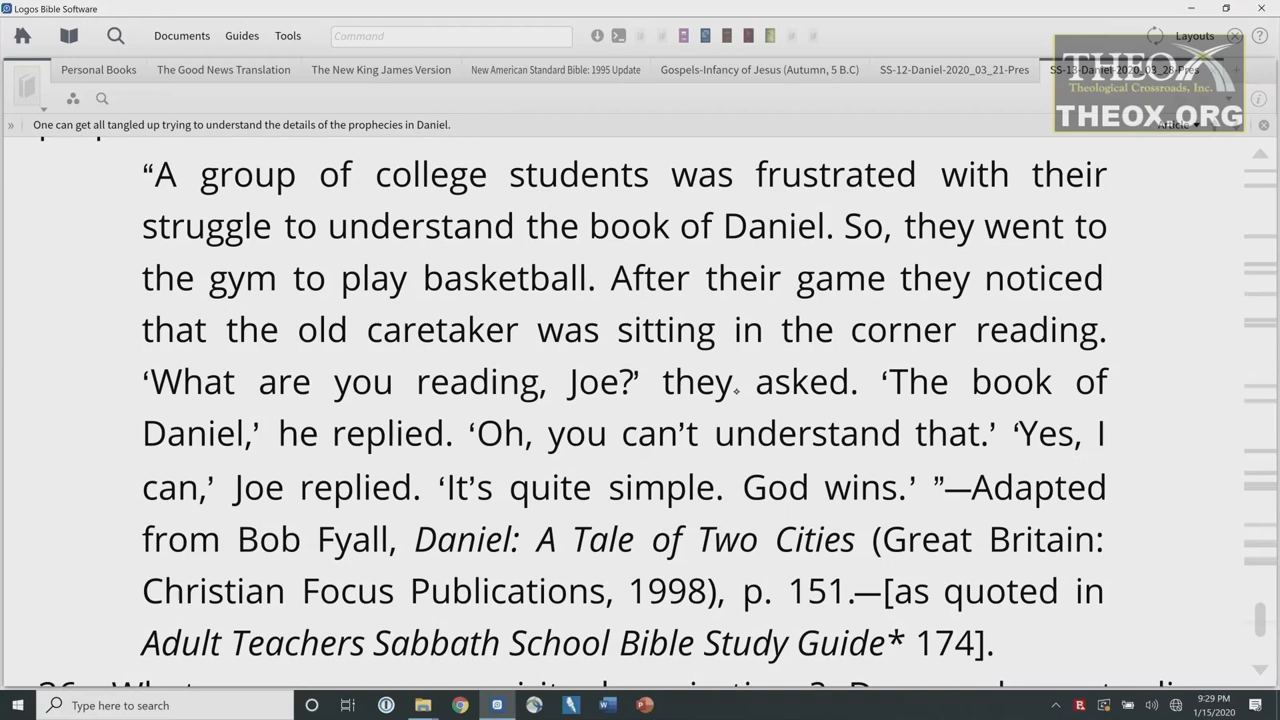 Logos Bible Software
Documents Guides Tools Command Layouts
Personal Books The Good News Translation New American Standard Bible: 1995 Update Gospels-Infancy of Jesus (Autumn, 5 B.C) SS-12-Daniel-2020_03_21-Pres SS-13-Daniel-2020_03_28-Pres
THEOX
Theological Crossroads, Inc.
THEOX.ORG
» One can get all tangled up trying to understand the details of the prophecies in Daniel. Article
“A group of college students was frustrated with their
struggle to understand the book of Daniel. So, they went to
the gym to play basketball. After their game they noticed
that the old caretaker was sitting in the corner reading.
‘What are you reading, Joe?’ they asked. ‘The book of
Daniel,’ he replied. ‘Oh, you can’t understand that.’ ‘Yes, I
can,’ Joe replied. ‘It’s quite simple. God wins.’ ”—Adapted
from Bob Fyall, Daniel: A Tale of Two Cities (Great Britain:
Christian Focus Publications, 1998), p. 151.—[as quoted in
Adult Teachers Sabbath School Bible Study Guide* 174].
Type here to search
9:29 PM
1/15/2020